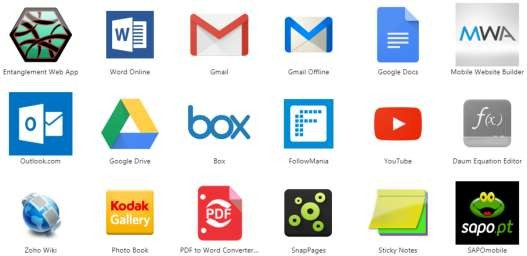 W
MWA
Entanglement Web App
Word Online
Gmail
Gmail Offline
Google Docs
Mobile Website Builder
O
box
F
f(x)
Outlook.com
Google Drive
Box
FollowMania
YouTube
Daum Equation Editor
Kodak
Gallery
PDF
sapo.pt
Zoho Wiki
Photo Book
PDF to Word Converter...
SnapPages
Sticky Notes
SAPOmobile